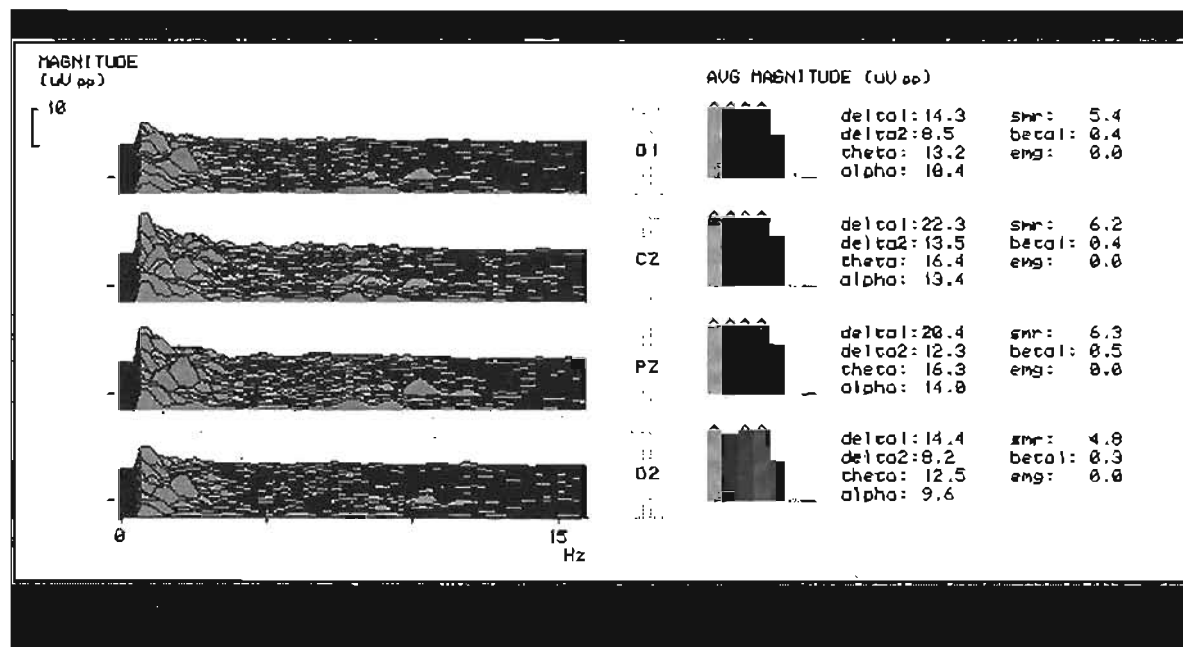 MAGNITUDE
(uV pp)
10
AVG MAGNITUDE (uV pp)
O1
delta1: 14.3 smr: 5.4
delta2: 8.5 beta1: 0.4
theta: 13.2 emg: 0.0
alpha: 10.4
CZ
delta1: 22.3 smr: 6.2
delta2: 13.5 beta1: 0.4
theta: 16.4 emg: 0.0
alpha: 13.4
PZ
delta1: 20.4 smr: 6.3
delta2: 12.3 beta1: 0.5
theta: 16.3 emg: 0.0
alpha: 14.0
O2
delta1: 14.4 smr: 4.8
delta2: 8.2 beta1: 0.3
theta: 12.5 emg: 0.0
alpha: 9.6
0 15
Hz